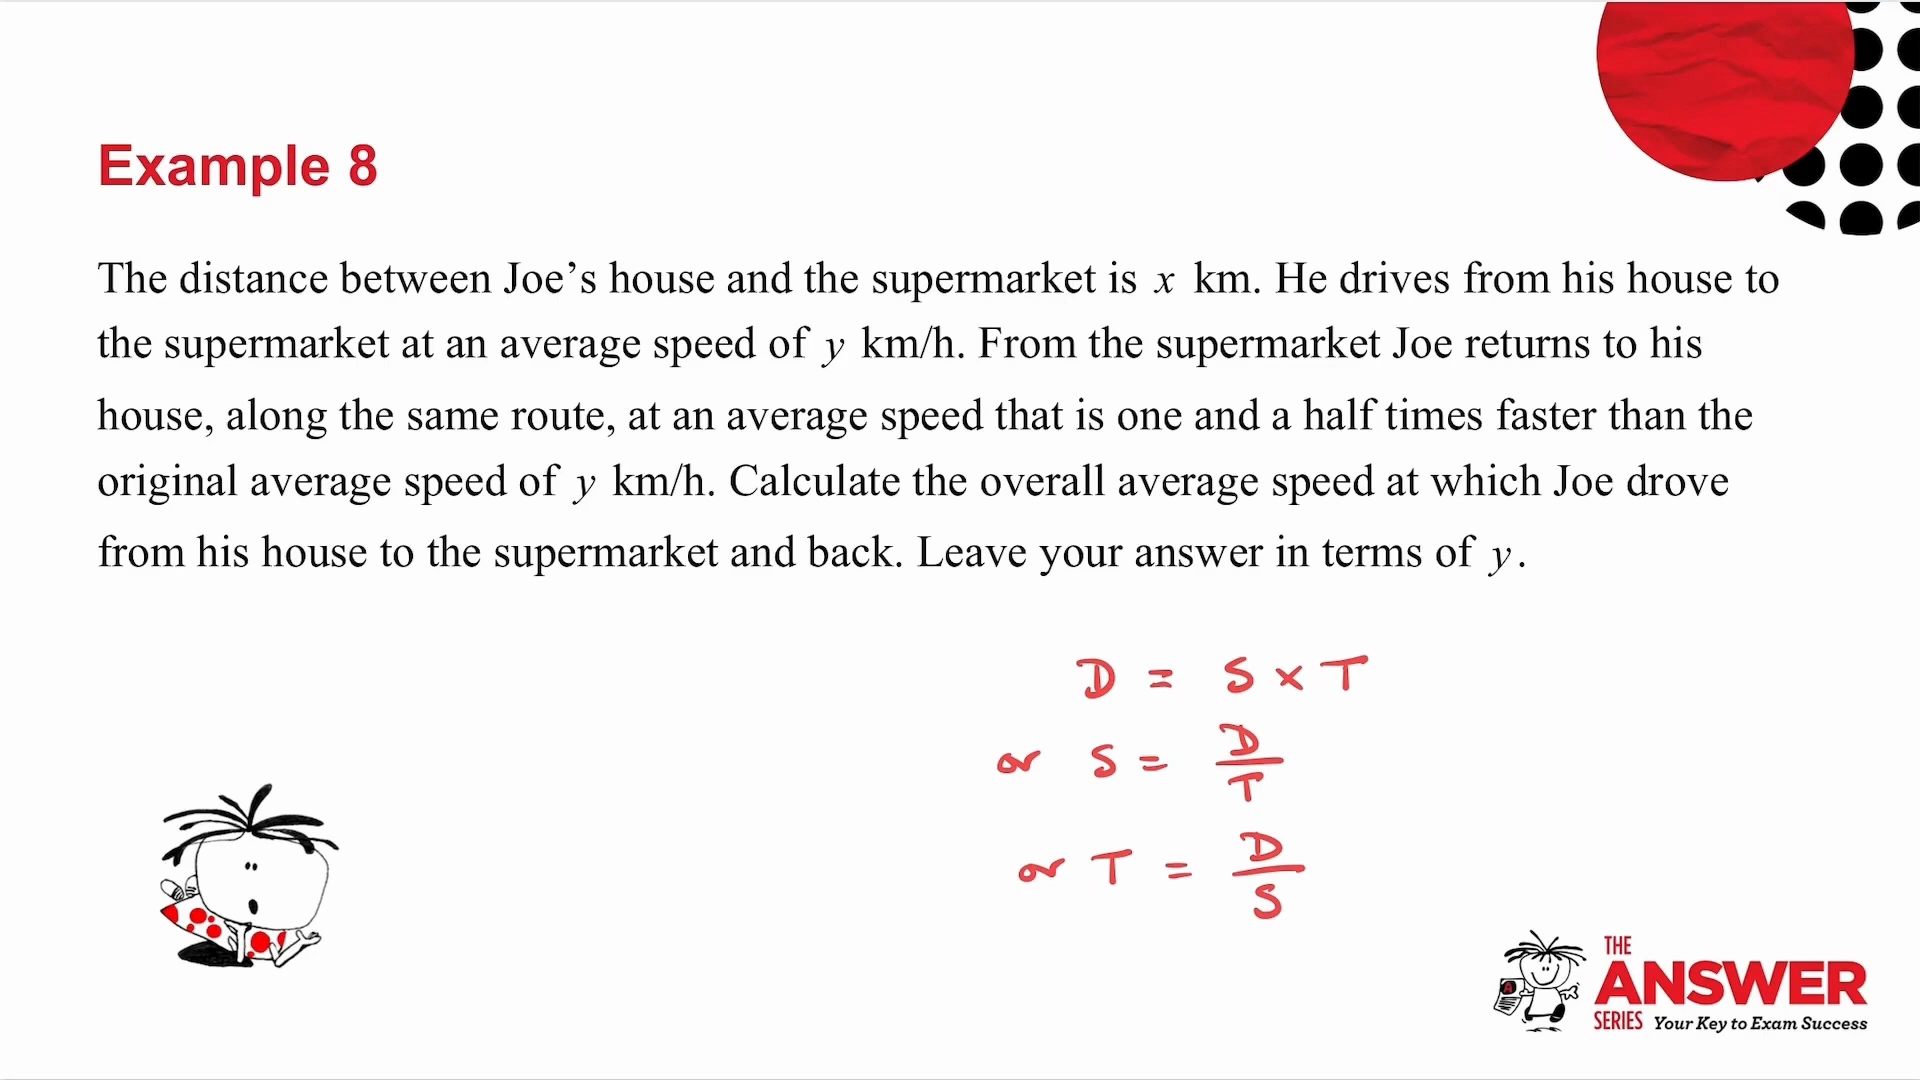 Example 8
The distance between Joe’s house and the supermarket is x km. He drives from his house to
the supermarket at an average speed of y km/h. From the supermarket Joe returns to his
house, along the same route, at an average speed that is one and a half times faster than the
original average speed of y km/h. Calculate the overall average speed at which Joe drove
from his house to the supermarket and back. Leave your answer in terms of y.
D = S × T
or S = D/T
or T = D/S
THE
ANSWER
SERIES Your Key to Exam Success